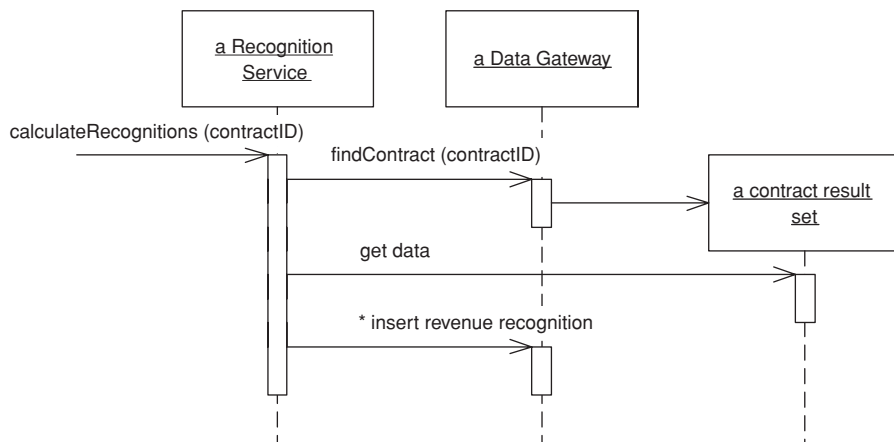 a Recognition
Service
a Data Gateway
calculateRecognitions (contractID)
findContract (contractID)
a contract result
set
get data
* insert revenue recognition